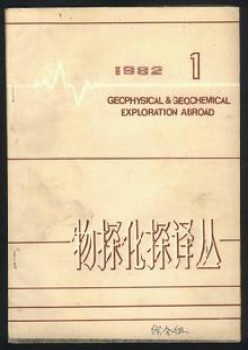 1982 1
GEOPHYSICAL & GEOCHEMICAL
EXPLORATION ABROAD
物探化探译丛